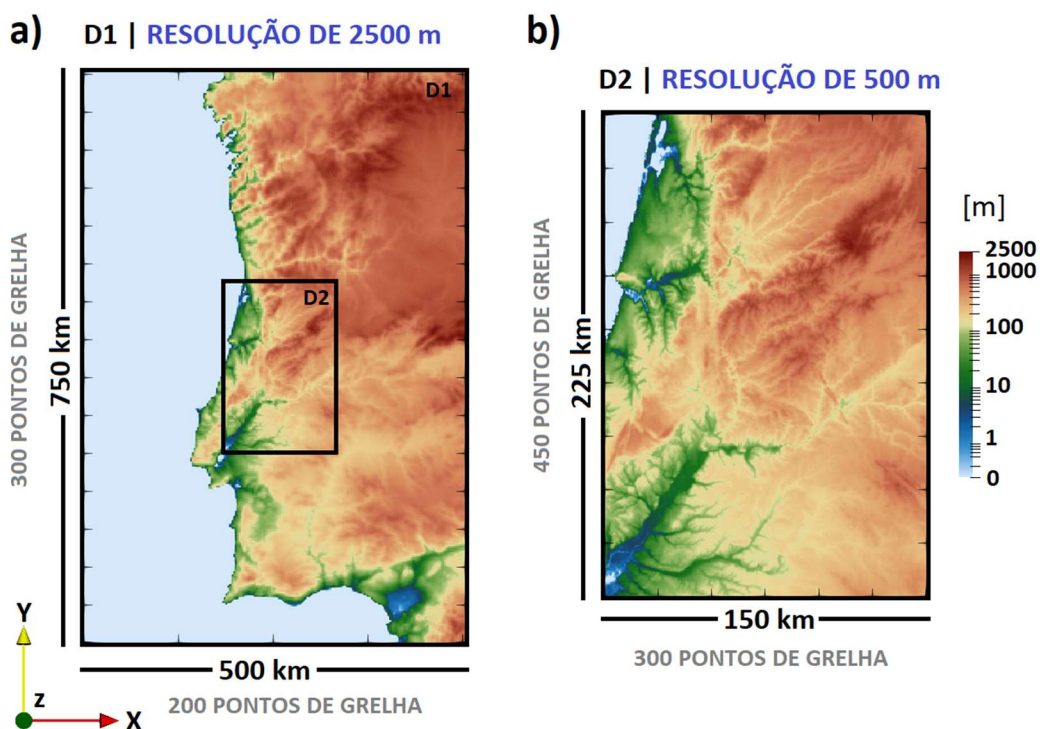 a)
D1 | RESOLUÇÃO DE 2500 m
D1
D2
300 PONTOS DE GRELHA
750 km
500 km
200 PONTOS DE GRELHA
Y
z
X
b)
D2 | RESOLUÇÃO DE 500 m
450 PONTOS DE GRELHA
225 km
150 km
300 PONTOS DE GRELHA
[m]
2500
1000
100
10
1
0